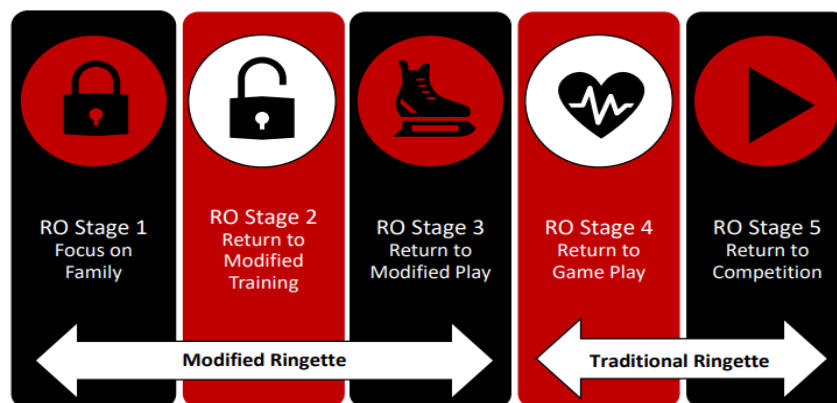 RO Stage 1
Focus on
Family
RO Stage 2
Return to
Modified
Training
RO Stage 3
Return to
Modified Play
RO Stage 4
Return to
Game Play
RO Stage 5
Return to
Competition
Modified Ringette
Traditional Ringette